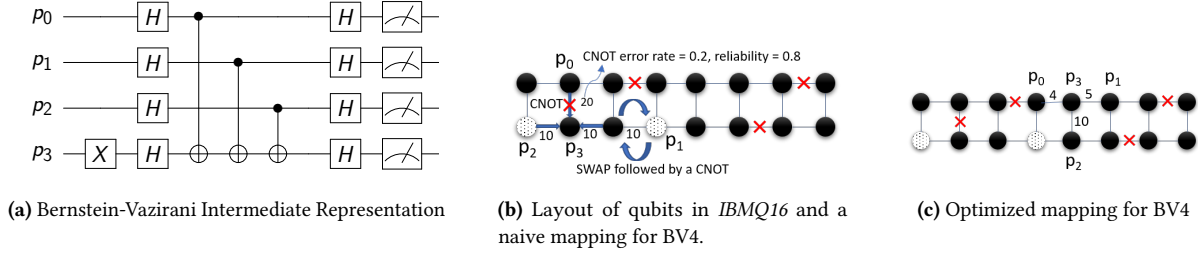 p0 H H
p1 H H
p2 H H
p3 X H H
(a) Bernstein-Vazirani Intermediate Representation
CNOT error rate = 0.2, reliability = 0.8
p0
CNOT 20
10 10 10
p2 p3 p1
SWAP followed by a CNOT
(b) Layout of qubits in IBMQ16 and a
naive mapping for BV4.
p0 p3 p1
4 5
10
p2
(c) Optimized mapping for BV4